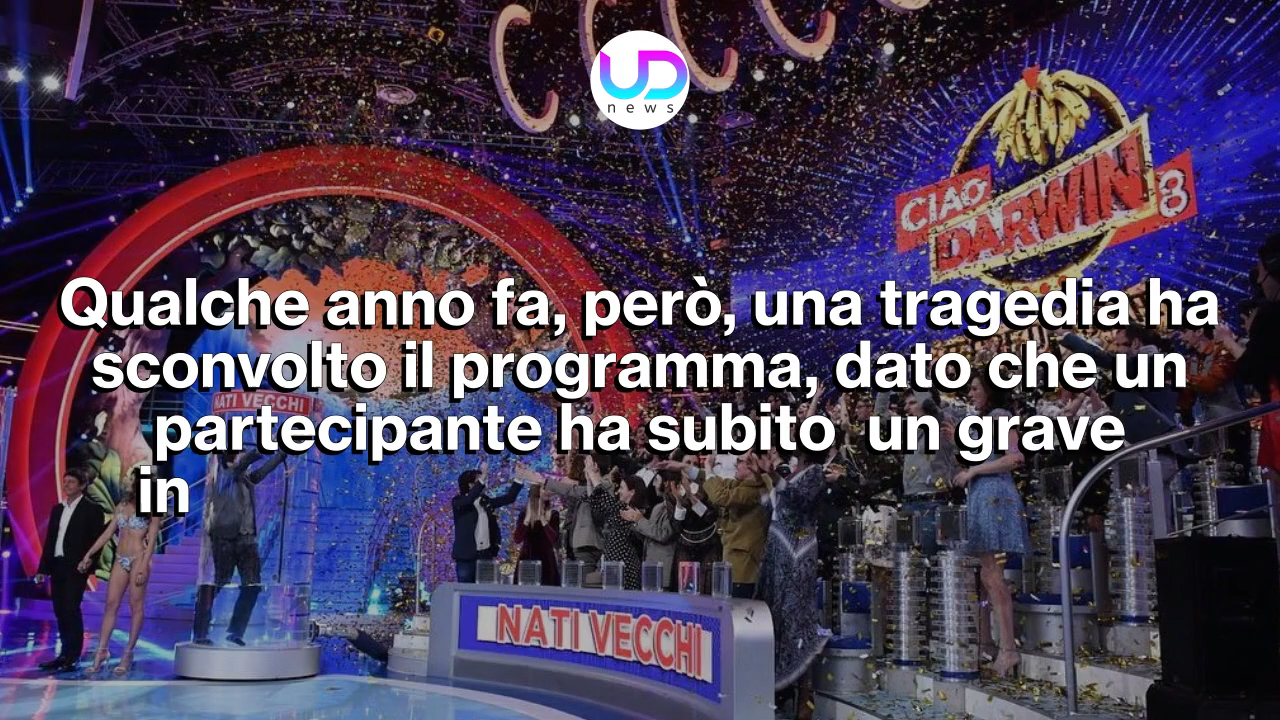 UD
news
CIAO
DARWIN
8
Qualche anno fa, però, una tragedia ha
sconvolto il programma, dato che un
partecipante ha subito un grave
in
NATI VECCHI
NATI VECCHI